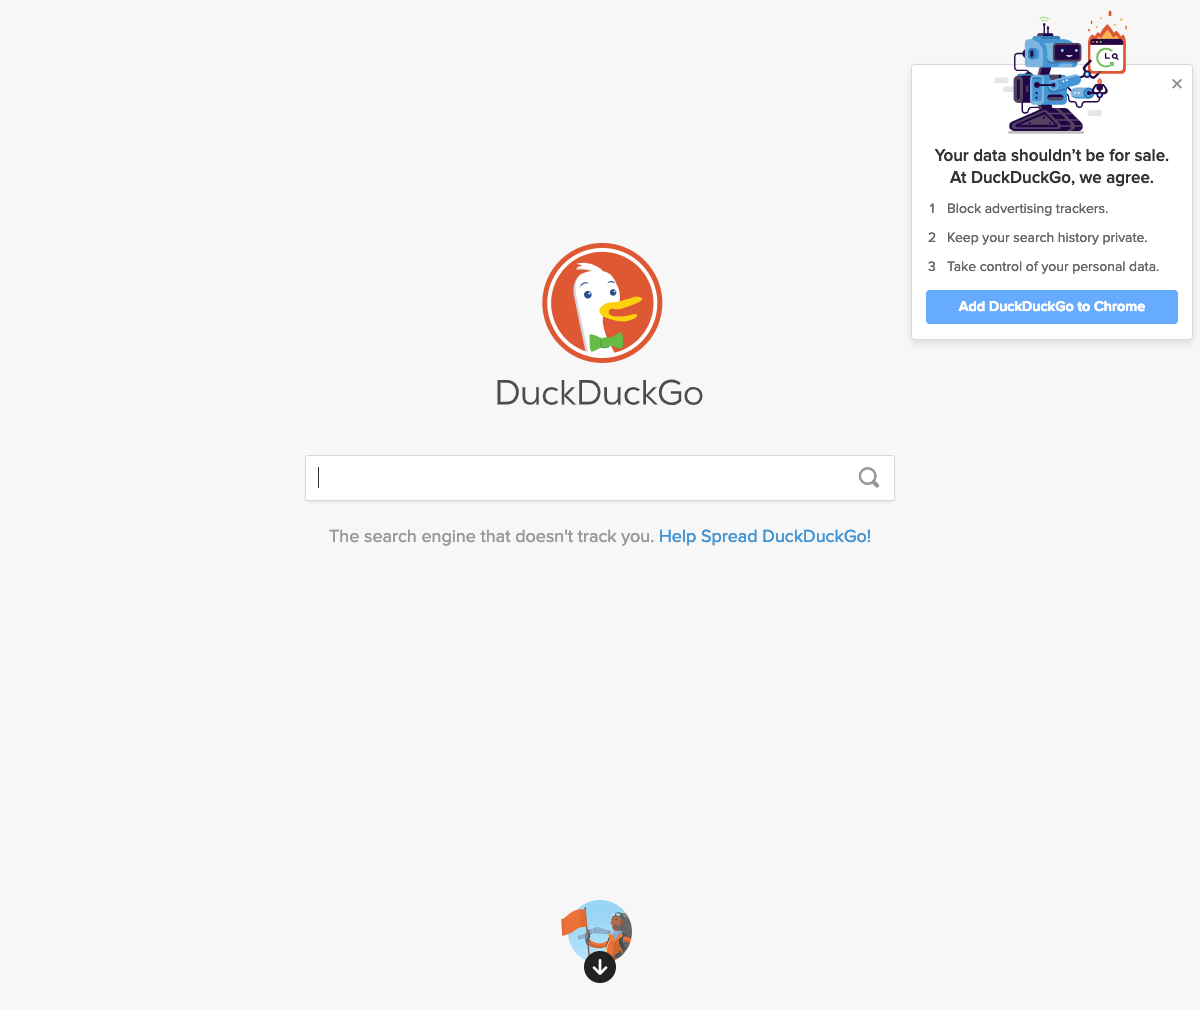 Your data shouldn’t be for sale.
At DuckDuckGo, we agree.
1 Block advertising trackers.
2 Keep your search history private.
3 Take control of your personal data.
Add DuckDuckGo to Chrome
DuckDuckGo
The search engine that doesn't track you. Help Spread DuckDuckGo!